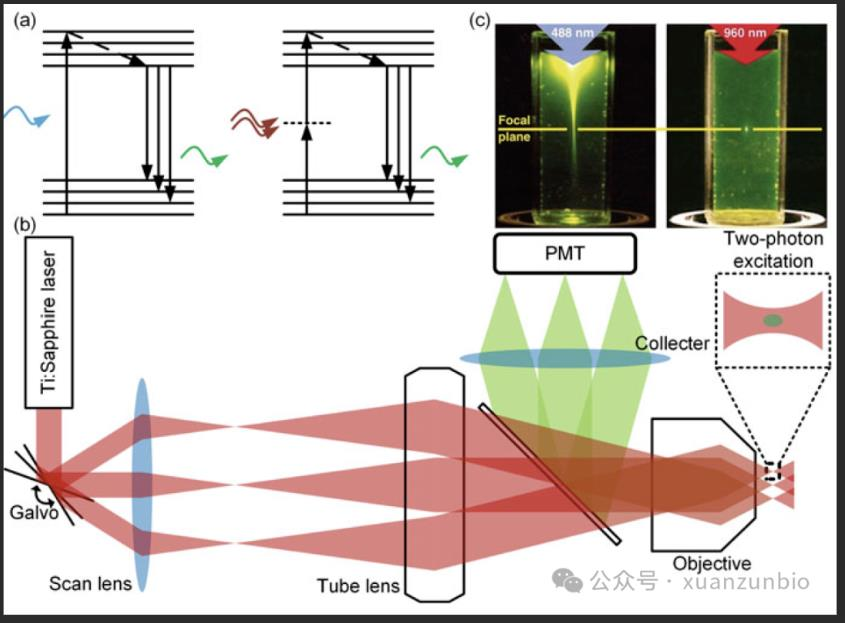 (a)
(c)
488 nm
960 nm
Focal
plane
(b)
Ti:Sapphire laser
PMT
Two-photon
excitation
Collecter
Galvo
Scan lens
Tube lens
Objective
公众号 · xuanzunbio